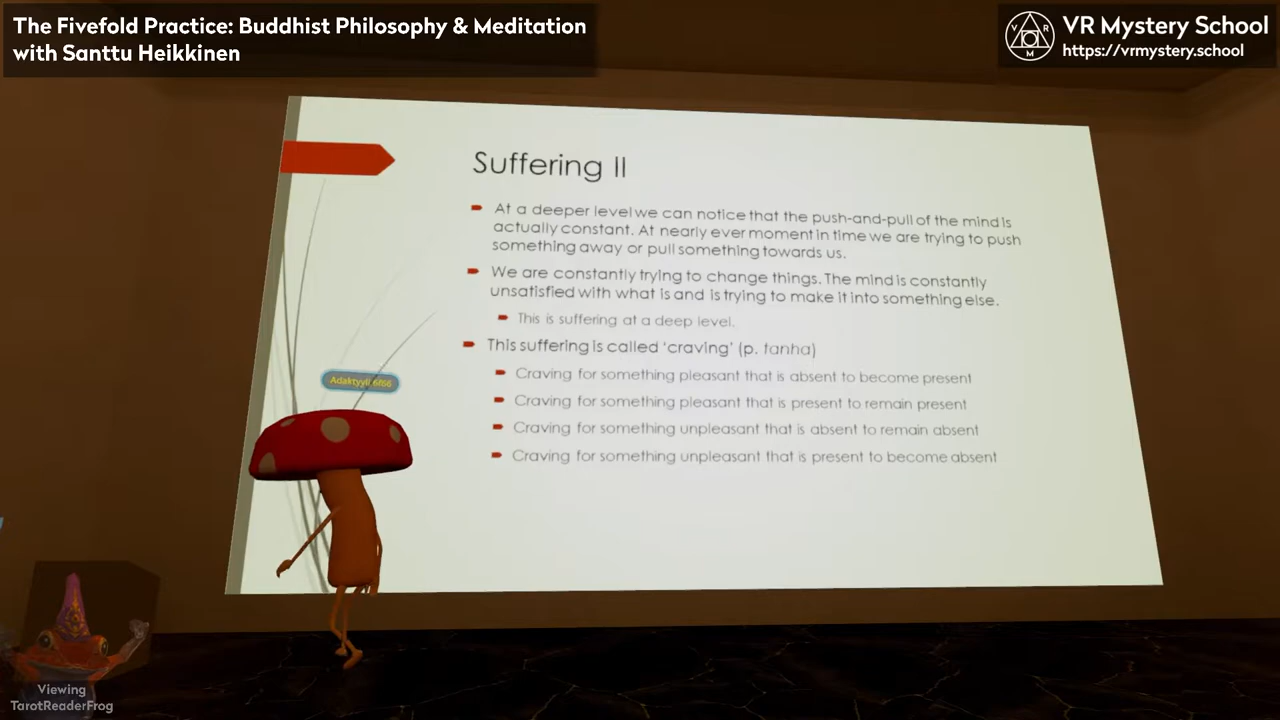 The Fivefold Practice: Buddhist Philosophy & Meditation
with Santtu Heikkinen
V R
M
VR Mystery School
https://vrmystery.school
Suffering II
At a deeper level we can notice that the push-and-pull of the mind is
actually constant. At nearly ever moment in time we are trying to push
something away or pull something towards us.
We are constantly trying to change things. The mind is constantly
unsatisfied with what is and is trying to make it into something else.
This is suffering at a deep level.
This suffering is called ‘craving’ (p. tanha)
Craving for something pleasant that is absent to become present
Craving for something pleasant that is present to remain present
Craving for something unpleasant that is absent to remain absent
Craving for something unpleasant that is present to become absent
Viewing
TarotReaderFrog